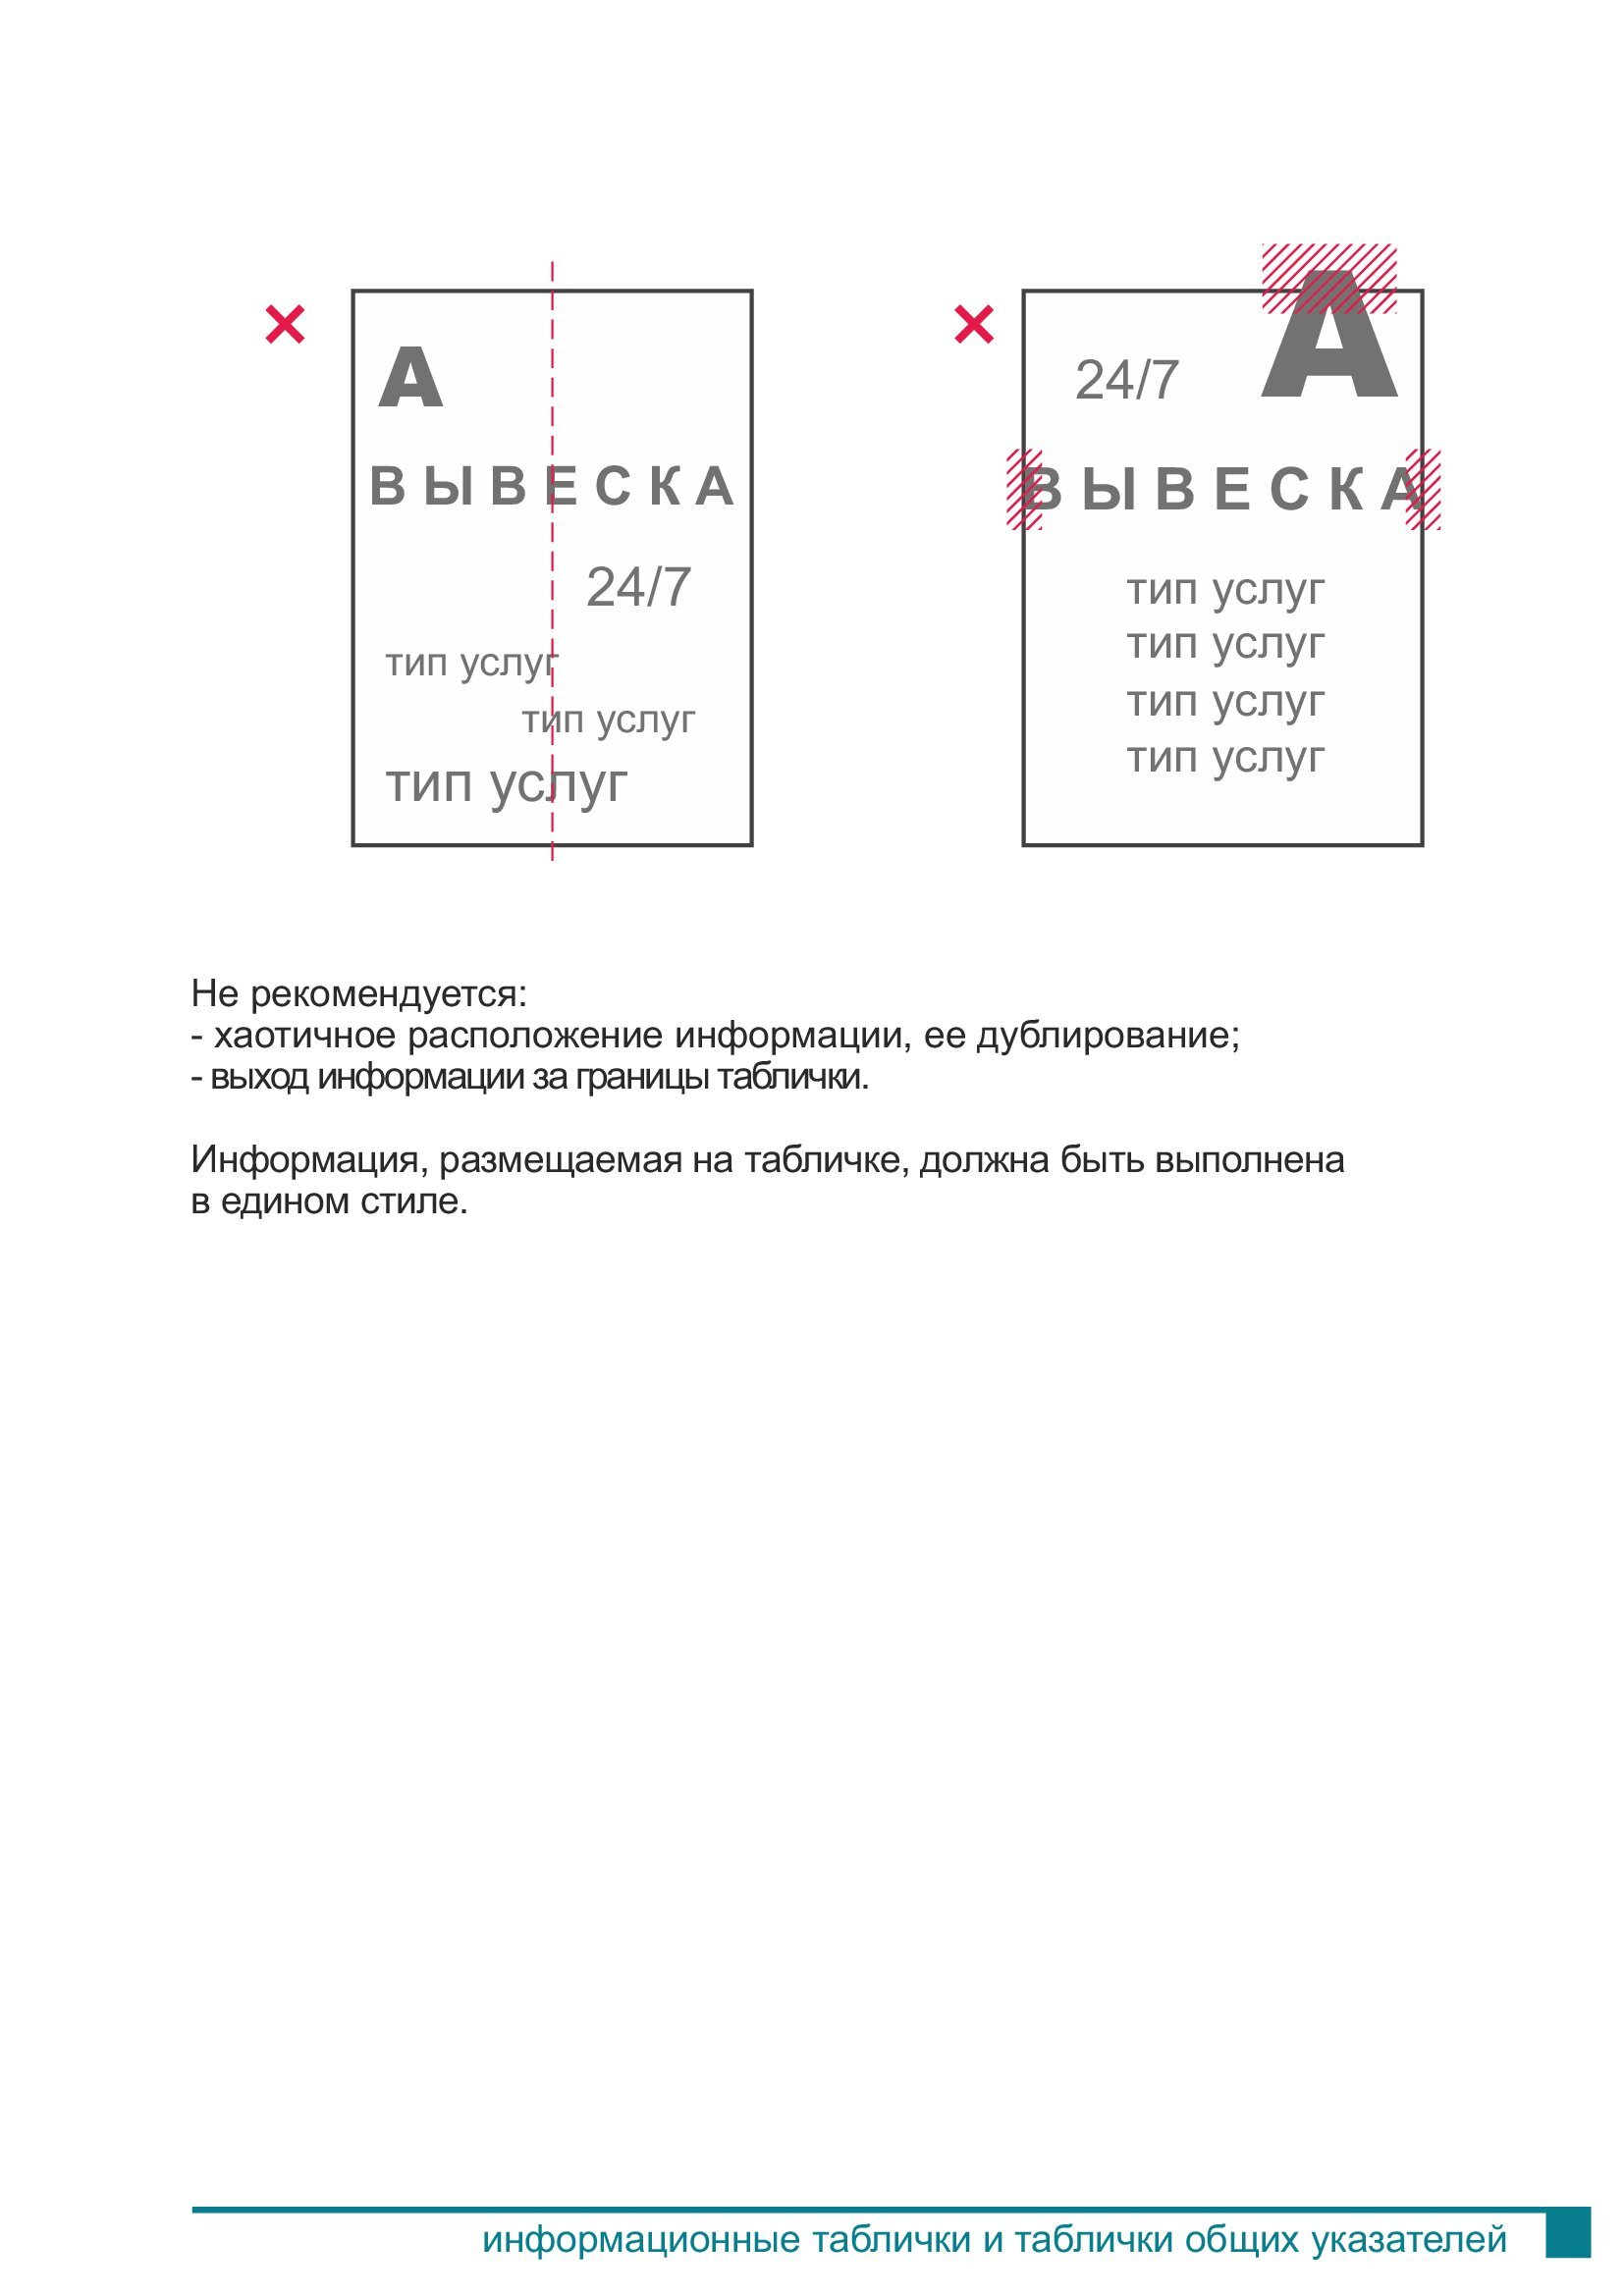 А
ВЫВЕСКА
24/7
тип услуг
тип услуг
тип услуг
А
24/7
ВЫВЕСКА
тип услуг
тип услуг
тип услуг
тип услуг
Не рекомендуется:
- хаотичное расположение информации, ее дублирование;
- выход информации за границы таблички.
Информация, размещаемая на табличке, должна быть выполнена
в едином стиле.
информационные таблички и таблички общих указателей